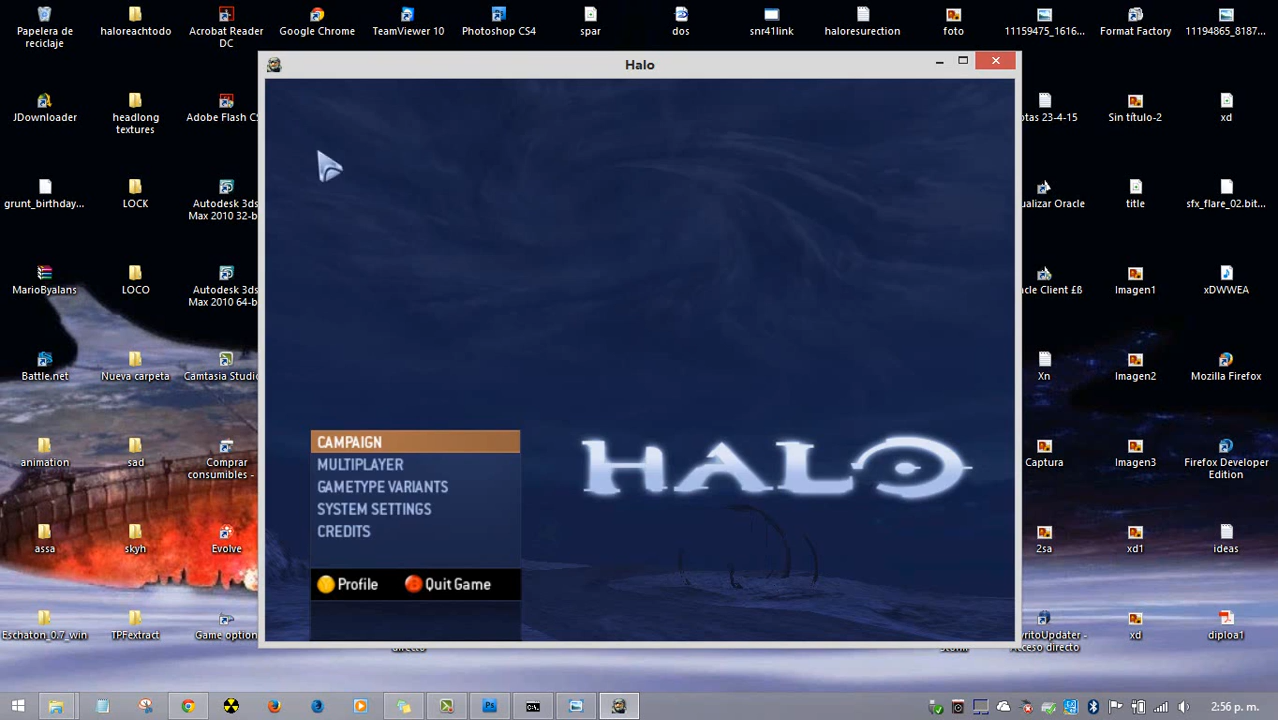 Papelera de
reciclaje
haloreachtodo
Acrobat Reader
DC
Google Chrome
TeamViewer 10
Photoshop CS4
spar
dos
snr41link
haloresurection
foto
11159475_1616...
Format Factory
11194865_8187...
Halo
JDownloader
headlong
textures
Adobe Flash CS
otas 23-4-15
Sin título-2
xd
grunt_birthday...
LOCK
Autodesk 3ds
Max 2010 32-b
ualizar Oracle
title
sfx_flare_02.bit...
MarioByalans
LOCO
Autodesk 3ds
Max 2010 64-b
cle Client £ß
Imagen1
xDWWEA
Battle.net
Nueva carpeta
Camtasia Studio
Xn
Imagen2
Mozilla Firefox
CAMPAIGN
MULTIPLAYER
GAMETYPE VARIANTS
SYSTEM SETTINGS
CREDITS
HALO
animation
sad
Comprar
consumibles -
Captura
Imagen3
Firefox Developer
Edition
assa
skyh
Evolve
2sa
xd1
ideas
Profile
Quit Game
Eschaton_0.7_win
TPFextract
Game option
directo
ritoUpdater -
Acceso directo
xd
diploa1
2:56 p. m.